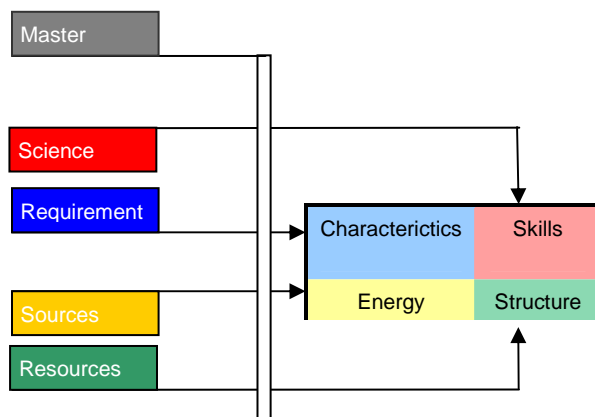 Master
Science
Requirement
Characterictics
Skills
Sources
Energy
Structure
Resources